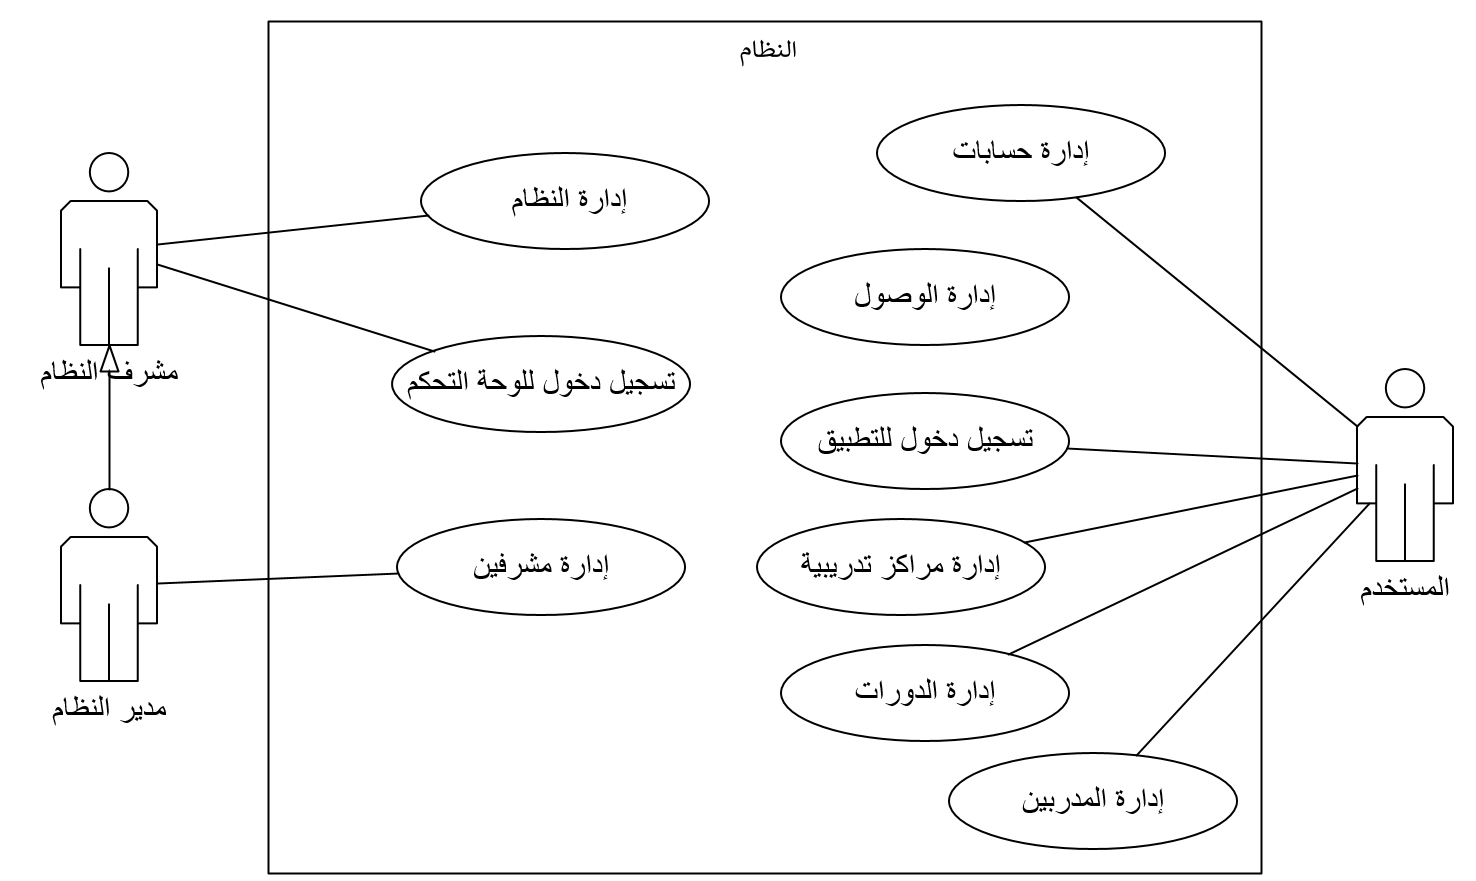 النظام
إدارة حسابات
إدارة النظام
إدارة الوصول
مشرف النظام
تسجيل دخول للوحة التحكم
تسجيل دخول للتطبيق
إدارة مشرفين
إدارة مراكز تدريبية
المستخدم
إدارة الدورات
مدير النظام
إدارة المدربين